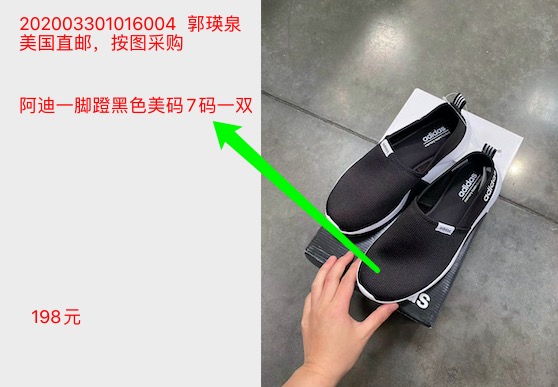 202003301016004 郭瑛泉
美国直邮，按图采购
阿迪一脚蹬黑色美码7码一双
198元
adidas
adidas
adidas